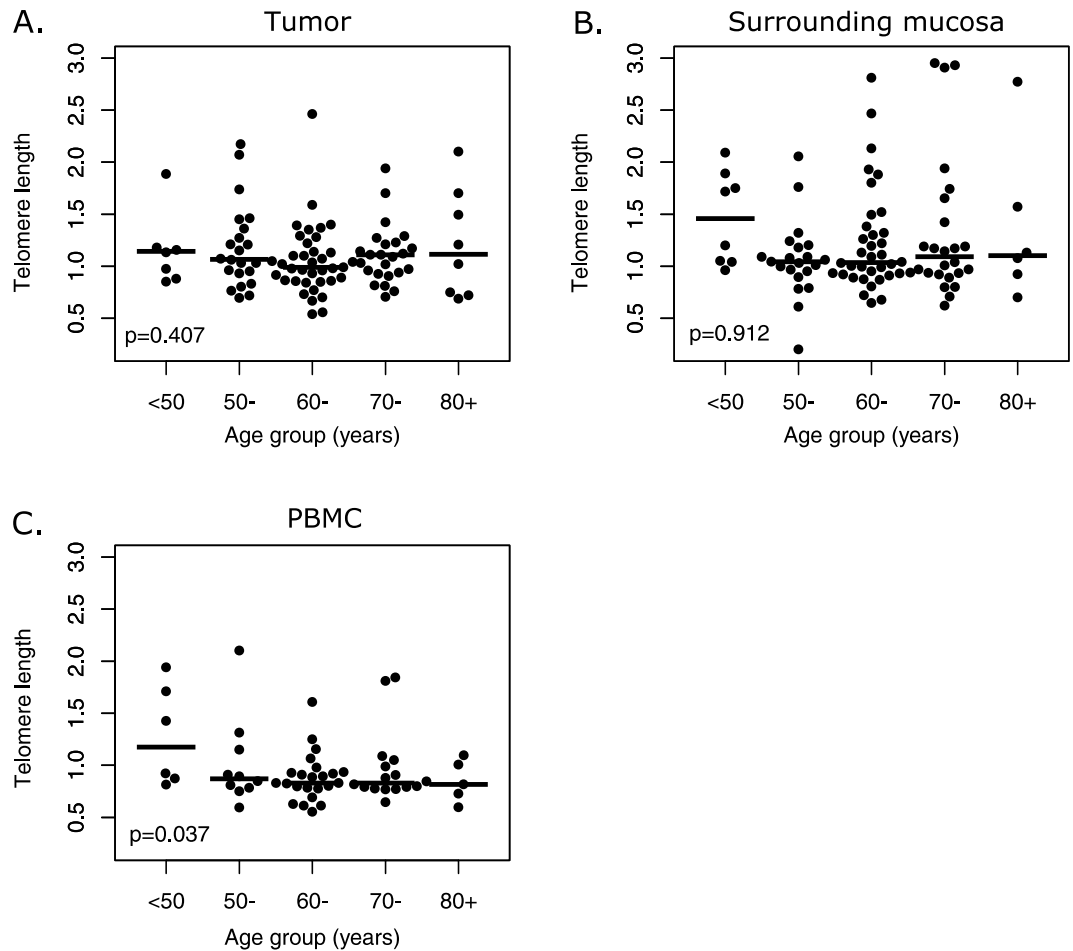 A. Tumor
Telomere length
3.0
2.5
2.0
1.5
1.0
0.5
p=0.407
<50 50- 60- 70- 80+
Age group (years)
B. Surrounding mucosa
Telomere length
3.0
2.5
2.0
1.5
1.0
0.5
p=0.912
<50 50- 60- 70- 80+
Age group (years)
C. PBMC
Telomere length
3.0
2.5
2.0
1.5
1.0
0.5
p=0.037
<50 50- 60- 70- 80+
Age group (years)